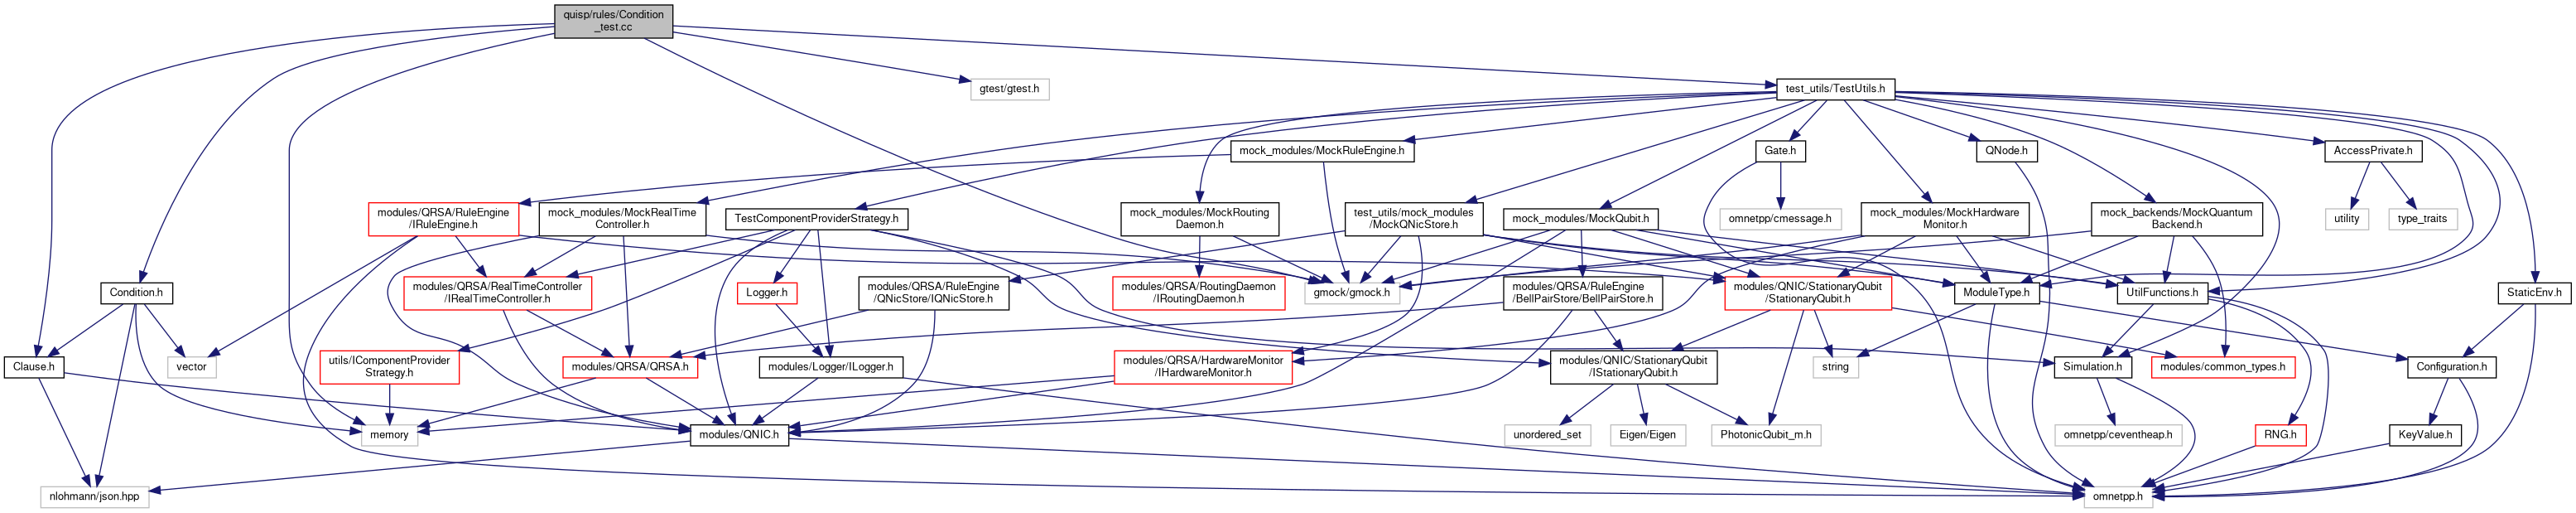 quisp/rules/Condition
_test.cc
gtest/gtest.h
test_utils/TestUtils.h
mock_modules/MockRuleEngine.h
Gate.h
QNode.h
AccessPrivate.h
modules/QRSA/RuleEngine
/IRuleEngine.h
mock_modules/MockRealTime
Controller.h
TestComponentProviderStrategy.h
mock_modules/MockRouting
Daemon.h
test_utils/mock_modules
/MockQNicStore.h
mock_modules/MockQubit.h
omnetpp/cmessage.h
mock_modules/MockHardware
Monitor.h
mock_backends/MockQuantum
Backend.h
utility
type_traits
Condition.h
modules/QRSA/RealTimeController
/IRealTimeController.h
Logger.h
modules/QRSA/RuleEngine
/QNicStore/IQNicStore.h
modules/QRSA/RoutingDaemon
/IRoutingDaemon.h
gmock/gmock.h
modules/QRSA/RuleEngine
/BellPairStore/BellPairStore.h
modules/QNIC/StationaryQubit
/StationaryQubit.h
ModuleType.h
UtilFunctions.h
StaticEnv.h
Clause.h
vector
utils/IComponentProvider
Strategy.h
modules/QRSA/QRSA.h
modules/Logger/ILogger.h
modules/QRSA/HardwareMonitor
/IHardwareMonitor.h
modules/QNIC/StationaryQubit
/IStationaryQubit.h
string
Simulation.h
modules/common_types.h
Configuration.h
memory
modules/QNIC.h
unordered_set
Eigen/Eigen
PhotonicQubit_m.h
omnetpp/ceventheap.h
RNG.h
KeyValue.h
nlohmann/json.hpp
omnetpp.h